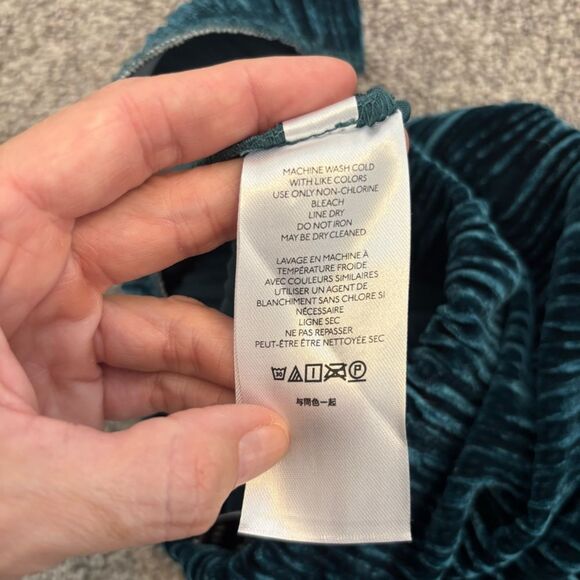 MACHINE WASH COLD
WITH LIKE COLORS
USE ONLY NON-CHLORINE
BLEACH
LINE DRY
DO NOT IRON
MAY BE DRY CLEANED
LAVAGE EN MACHINE À
TEMPÉRATURE FROIDE
AVEC COULEURS SIMILAIRES
UTILISER UN AGENT DE
BLANCHIMENT SANS CHLORE SI
NÉCESSAIRE
LIGNE SEC
NE PAS REPASSER
PEUT-ÊTRE ÊTRE NETTOYÉE SEC
30 P
与同色一起